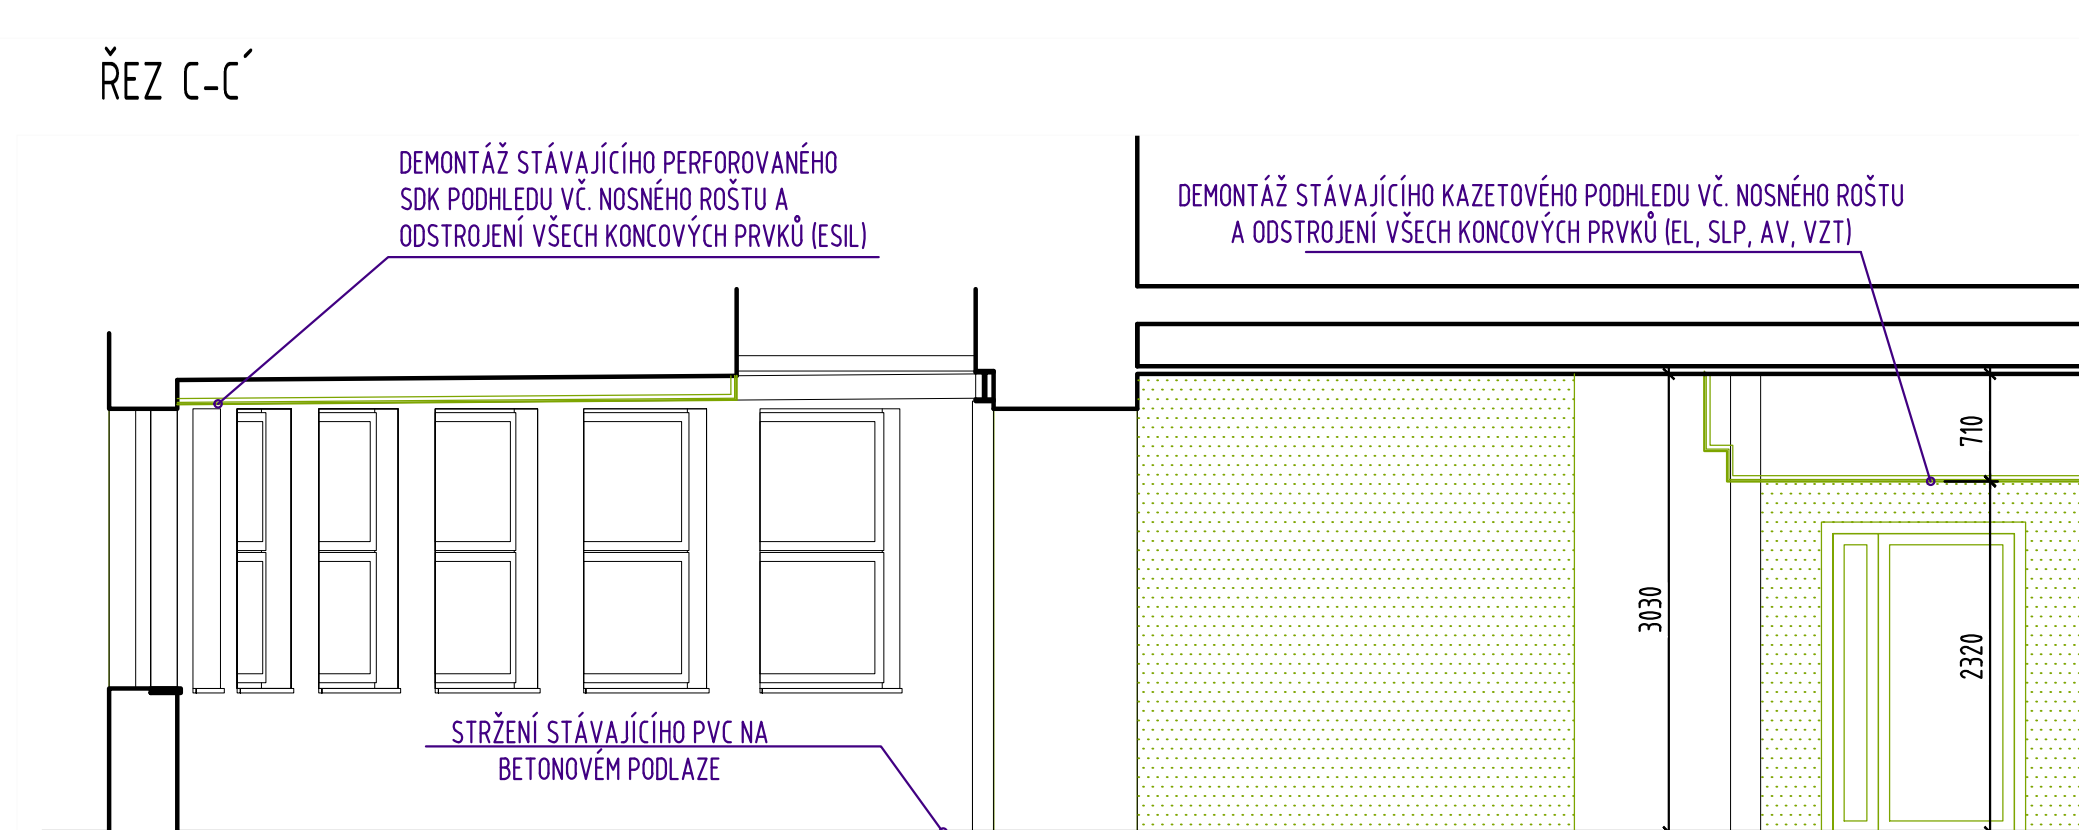 ŘEZ C-C´
DEMONTÁŽ STÁVAJÍCÍHO PERFOROVANÉHO
SDK PODHLEDU VČ. NOSNÉHO ROŠTU A
ODSTROJENÍ VŠECH KONCOVÝCH PRVKŮ (ESIL)
DEMONTÁŽ STÁVAJÍCÍHO KAZETOVÉHO PODHLEDU VČ. NOSNÉHO ROŠTU
A ODSTROJENÍ VŠECH KONCOVÝCH PRVKŮ (EL, SLP, AV, VZT)
710
3030
2320
STRŽENÍ STÁVAJÍCÍHO PVC NA
BETONOVÉM PODLAZE